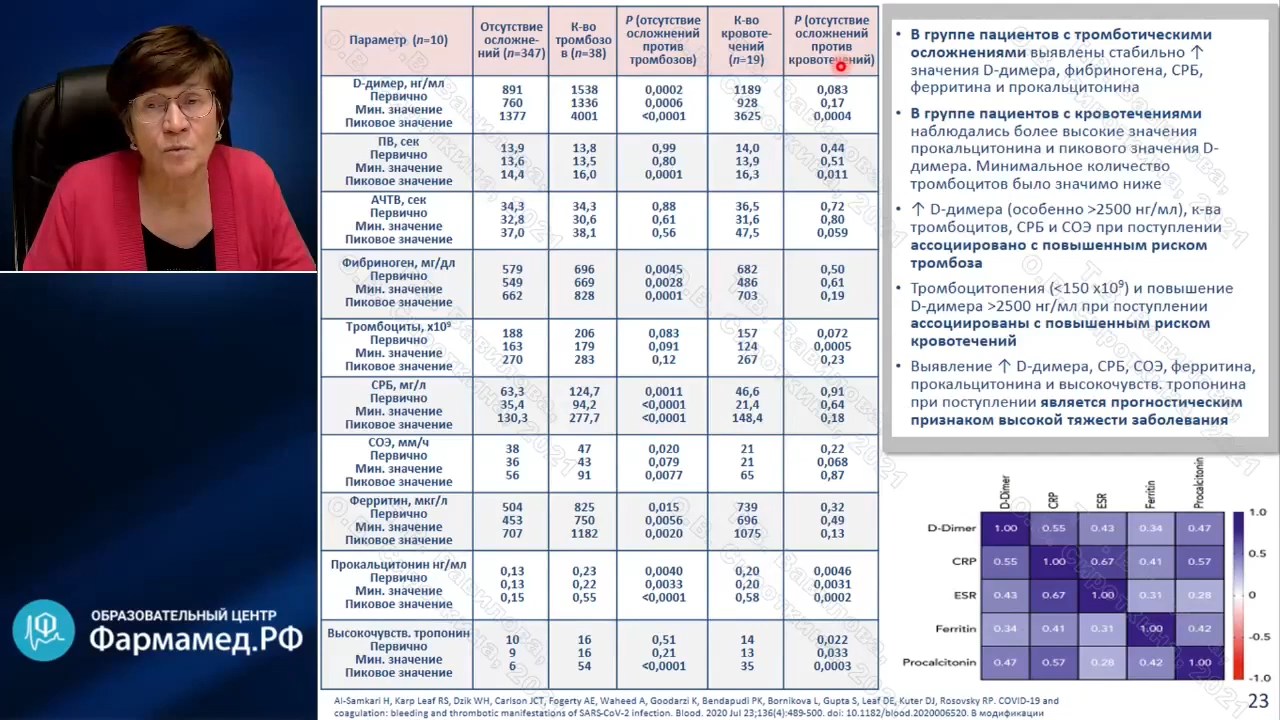 Параметр (n=10)
Отсутствие осложне-ний (n=347)
К-во тромбозов (n=38)
P (отсутствие осложнений против тромбозов)
К-во кровоте-чений (n=19)
P (отсутствие осложнений против кровотечений)
D-димер, нг/мл
Первично 891 1538 0,0002 1189 0,083
Мин. значение 760 1336 0,0006 928 0,17
Пиковое значение 1377 4001 <0,0001 3625 0,0004
ПВ, сек
Первично 13,9 13,8 0,99 14,0 0,44
Мин. значение 13,6 13,5 0,80 13,9 0,51
Пиковое значение 14,4 16,0 0,0001 16,3 0,011
АЧТВ, сек
Первично 34,3 34,3 0,88 36,5 0,72
Мин. значение 32,8 30,6 0,61 31,6 0,80
Пиковое значение 37,0 38,1 0,56 47,5 0,059
Фибриноген, мг/дл
Первично 579 696 0,0045 682 0,50
Мин. значение 549 669 0,0028 486 0,61
Пиковое значение 662 828 0,0001 703 0,19
Тромбоциты, х10⁹
Первично 188 206 0,083 157 0,072
Мин. значение 163 179 0,091 124 0,0005
Пиковое значение 270 283 0,12 267 0,23
СРБ, мг/л
Первично 63,3 124,7 0,0011 46,6 0,91
Мин. значение 35,4 94,2 <0,0001 21,4 0,64
Пиковое значение 130,3 277,7 <0,0001 148,4 0,18
СОЭ, мм/ч
Первично 38 47 0,020 21 0,22
Мин. значение 36 43 0,079 21 0,068
Пиковое значение 56 91 0,0077 65 0,87
Ферритин, мкг/л
Первично 504 825 0,015 739 0,32
Мин. значение 453 750 0,0056 696 0,49
Пиковое значение 707 1182 0,0020 1075 0,13
Прокальцитонин нг/мл
Первично 0,13 0,23 0,0040 0,20 0,0046
Мин. значение 0,13 0,22 0,0033 0,20 0,0031
Пиковое значение 0,15 0,55 <0,0001 0,58 0,0002
Высокочувств. тропонин
Первично 10 16 0,51 14 0,022
Мин. значение 9 16 0,21 13 0,033
Пиковое значение 6 54 <0,0001 35 0,0003
• В группе пациентов с тромботическими
осложнениями выявлены стабильно ↑
значения D-димера, фибриногена, СРБ,
ферритина и прокальцитонина
• В группе пациентов с кровотечениями
наблюдались более высокие значения
прокальцитонина и пикового значения D-
димера. Минимальное количество
тромбоцитов было значимо ниже
• ↑ D-димера (особенно >2500 нг/мл), к-ва
тромбоцитов, СРБ и СОЭ при поступлении
ассоциировано с повышенным риском
тромбоза
• Тромбоцитопения (<150 х10⁹) и повышение
D-димера >2500 нг/мл при поступлении
ассоциированы с повышенным риском
кровотечений
• Выявление ↑ D-димера, СРБ, СОЭ, ферритина,
прокальцитонина и высокочувств. тропонина
при поступлении является прогностическим
признаком высокой тяжести заболевания
D-Dimer CRP ESR Ferritin Procalcitonin
D-Dimer 1.00 0.55 0.43 0.34 0.47
CRP 0.55 1.00 0.67 0.41 0.57
ESR 0.43 0.67 1.00 0.31 0.28
Ferritin 0.34 0.41 0.31 1.00 0.42
Procalcitonin 0.47 0.57 0.28 0.42 1.00
1.0
0.5
0
-0.5
-1.0
ОБРАЗОВАТЕЛЬНЫЙ ЦЕНТР
Фармамед.РФ
Al-Samkari H, Karp Leaf RS, Dzik WH, Carlson JCT, Fogerty AE, Waheed A, Goodarzi K, Bendapudi PK, Bornikova L, Gupta S, Leaf DE, Kuter DJ, Rosovsky RP. COVID-19 and
coagulation: bleeding and thrombotic manifestations of SARS-CoV-2 infection. Blood. 2020 Jul 23;136(4):489-500. doi: 10.1182/blood.2020006520. В модификации
23